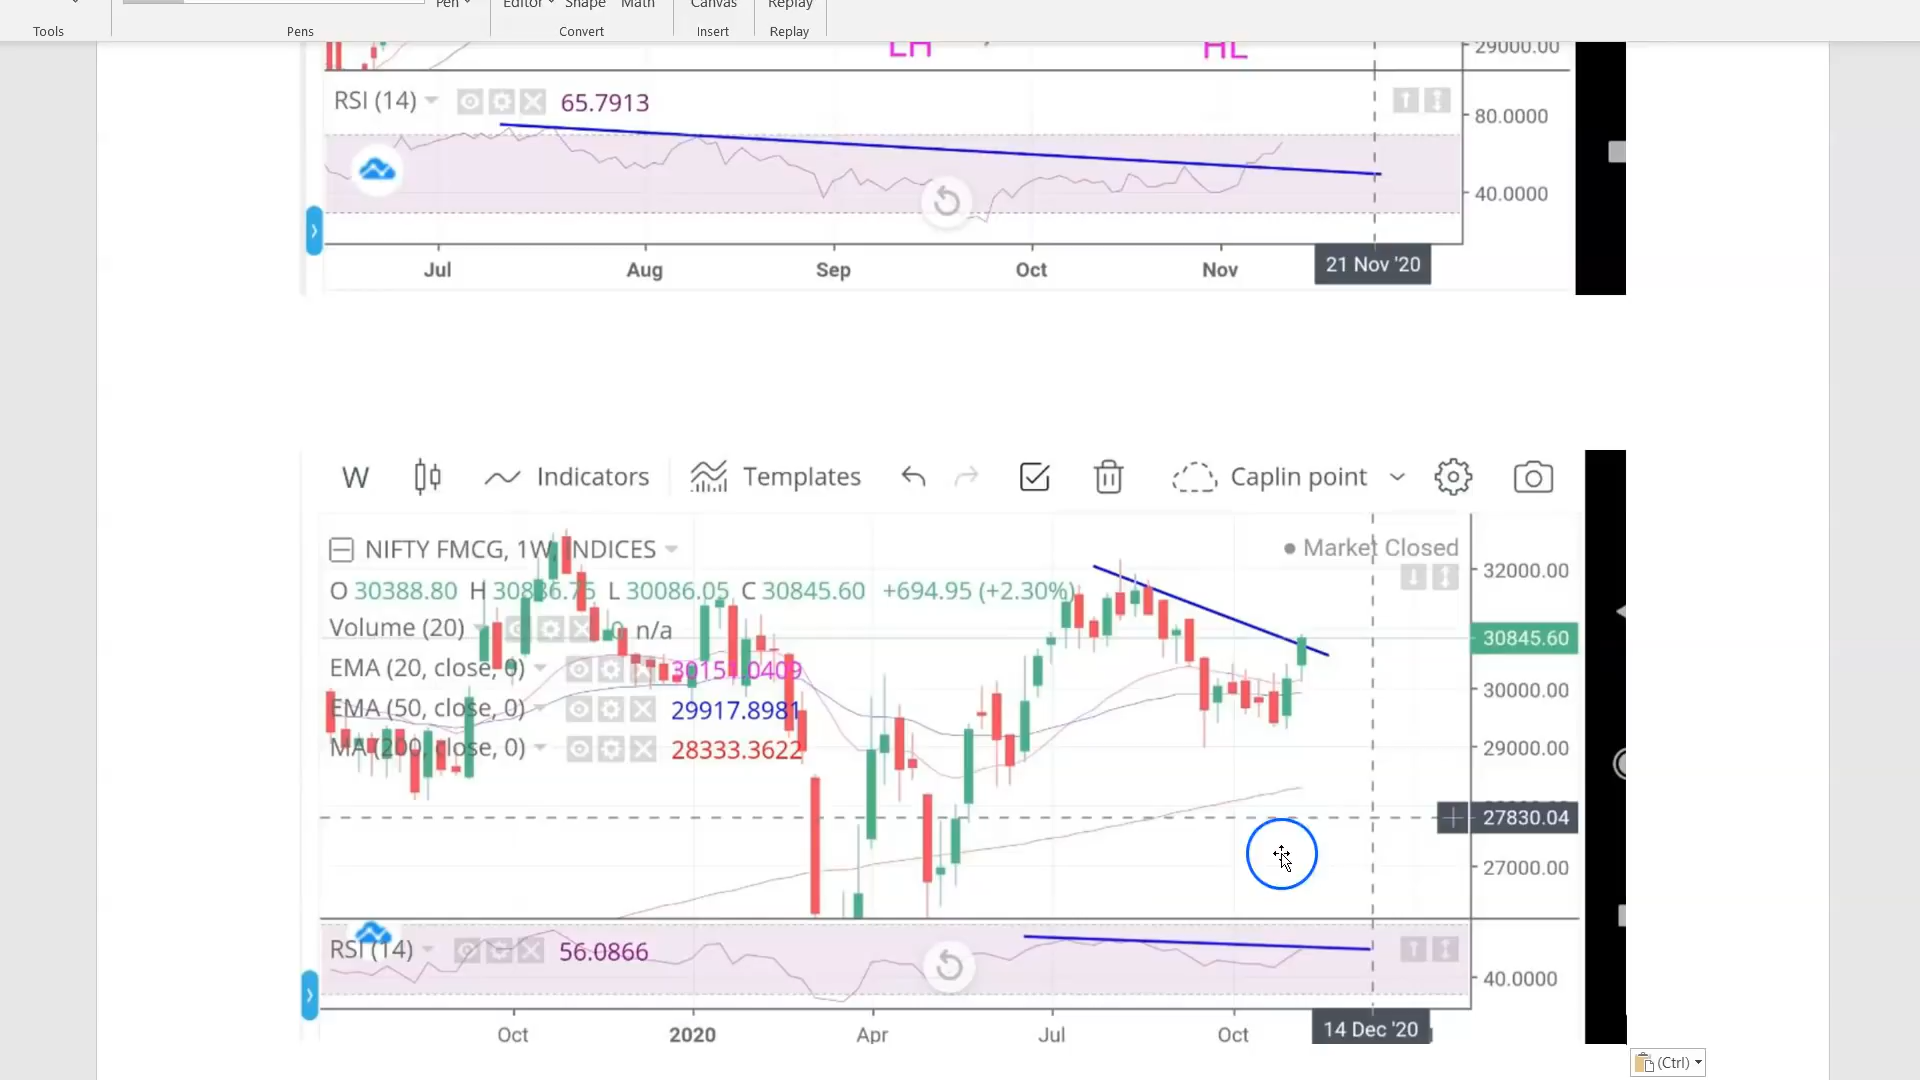 Pen Editor Shape Math Canvas Replay
Tools Pens Convert Insert Replay
LH HL 29000.00
RSI (14) 65.7913
80.0000
40.0000
Jul Aug Sep Oct Nov 21 Nov '20
W Indicators Templates Caplin point
NIFTY FMCG, 1W, INDICES Market Closed
32000.00
O 30388.80 H 30886.75 L 30086.05 C 30845.60 +694.95 (+2.30%)
Volume (20) 0 n/a
30845.60
EMA (20, close, 0) 30151.0409
30000.00
EMA (50, close, 0) 29917.8981
MA (200, close, 0) 28333.3622
29000.00
27830.04
27000.00
RSI (14) 56.0866
40.0000
Oct 2020 Apr Jul Oct 14 Dec '20
(Ctrl)